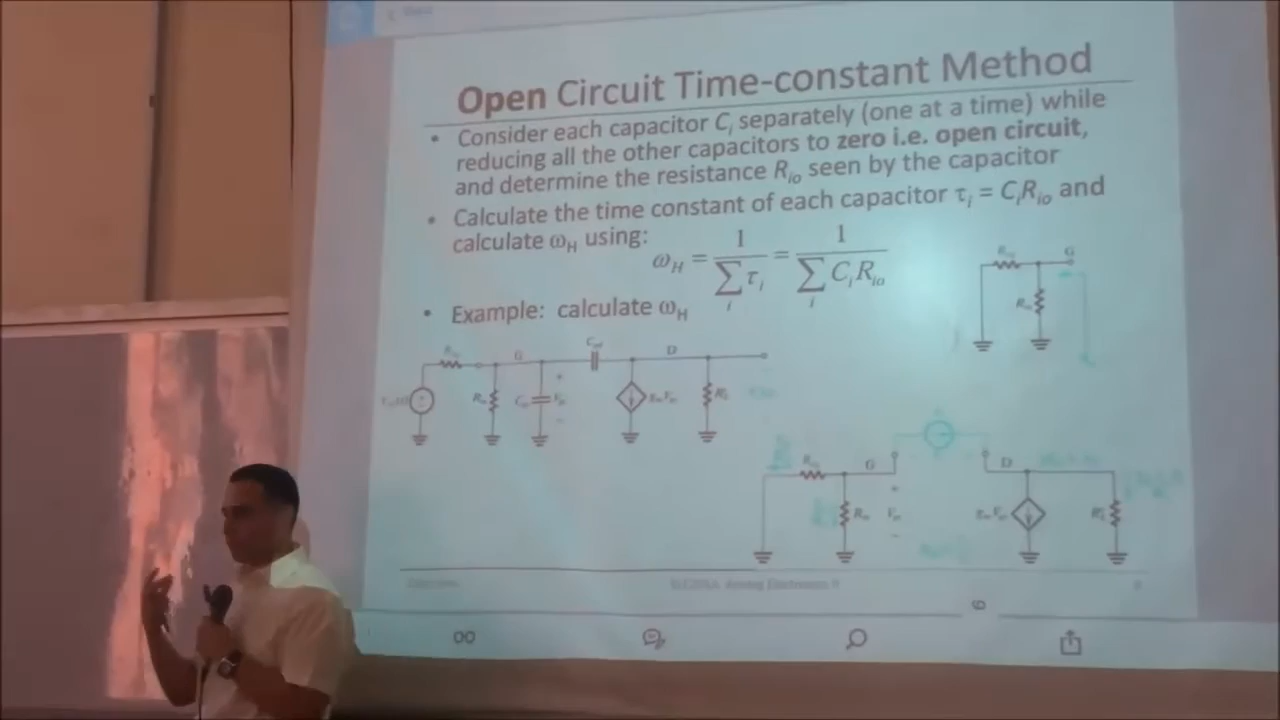 Open Circuit Time-constant Method
• Consider each capacitor Ci separately (one at a time) while
reducing all the other capacitors to zero i.e. open circuit,
and determine the resistance Rio seen by the capacitor
• Calculate the time constant of each capacitor τi = CiRio and
calculate ωH using:
ωH = 1 / ∑i τi = 1 / ∑i CiRio
• Example: calculate ωH
G
G
D
G
D